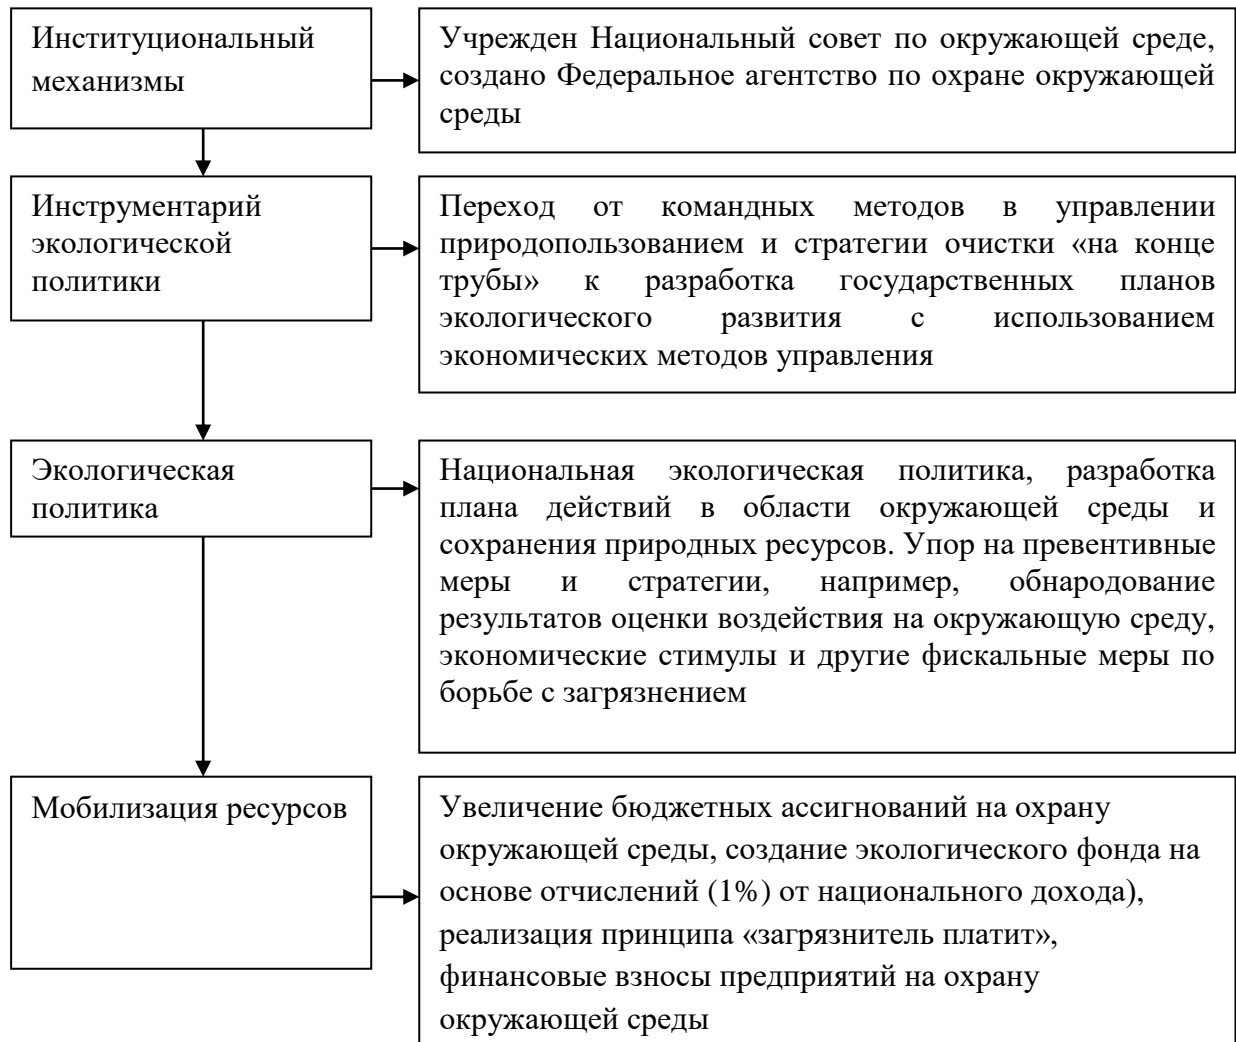 Институциональный
механизмы
Учрежден Национальный совет по окружающей среде,
создано Федеральное агентство по охране окружающей
среды
Инструментарий
экологической
политики
Переход от командных методов в управлении
природопользованием и стратегии очистки «на конце
трубы» к разработка государственных планов
экологического развития с использованием
экономических методов управления
Экологическая
политика
Национальная экологическая политика, разработка
плана действий в области окружающей среды и
сохранения природных ресурсов. Упор на превентивные
меры и стратегии, например, обнародование
результатов оценки воздействия на окружающую среду,
экономические стимулы и другие фискальные меры по
борьбе с загрязнением
Мобилизация ресурсов
Увеличение бюджетных ассигнований на охрану
окружающей среды, создание экологического фонда на
основе отчислений (1%) от национального дохода),
реализация принципа «загрязнитель платит»,
финансовые взносы предприятий на охрану
окружающей среды